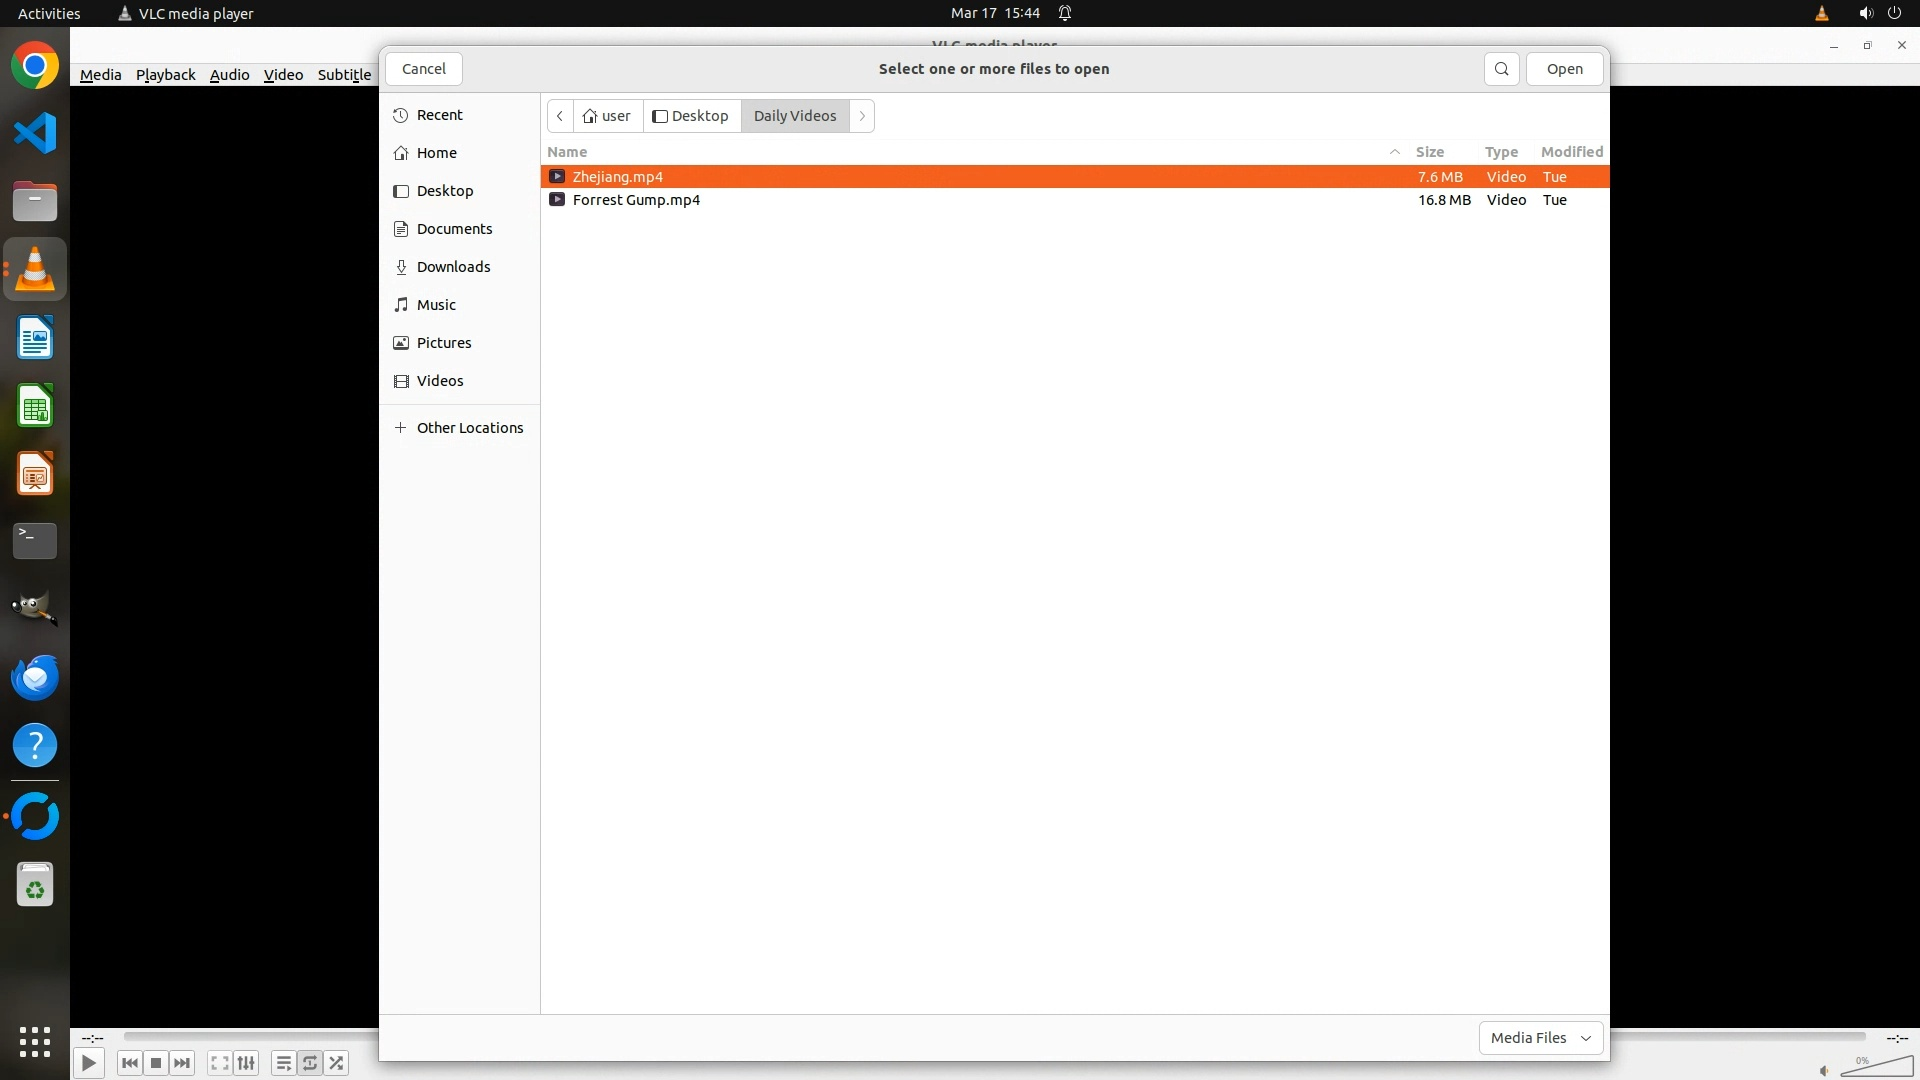 Activities
VLC media player
Mar 17 15:44
Media
Playback
Audio
Video
Subtitle
Cancel
Select one or more files to open
Open
Recent
Home
Desktop
Documents
Downloads
Music
Pictures
Videos
Other Locations
user
Desktop
Daily Videos
Name
Size
Type
Modified
Zhejiang.mp4
7.6 MB
Video
Tue
Forrest Gump.mp4
16.8 MB
Video
Tue
Media Files
--:--
--:--
0%